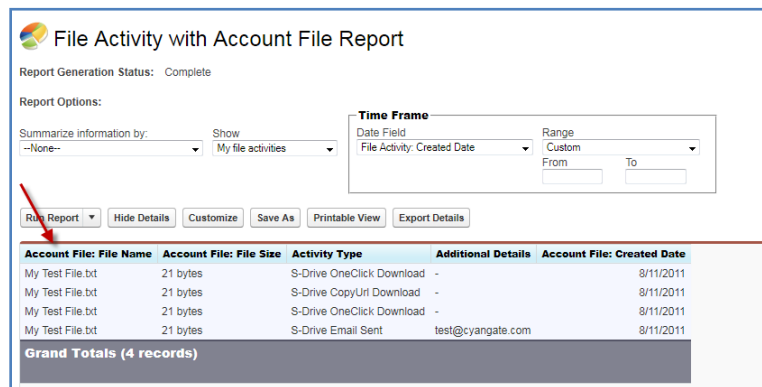 File Activity with Account File Report
Report Generation Status: Complete
Report Options:
Time Frame
Summarize information by: Show Date Field Range
--None-- My file activities File Activity: Created Date Custom
From To
Run Report Hide Details Customize Save As Printable View Export Details
Account File: File Name Account File: File Size Activity Type Additional Details Account File: Created Date
My Test File.txt 21 bytes S-Drive OneClick Download - 8/11/2011
My Test File.txt 21 bytes S-Drive CopyUrl Download - 8/11/2011
My Test File.txt 21 bytes S-Drive OneClick Download - 8/11/2011
My Test File.txt 21 bytes S-Drive Email Sent test@cyangate.com 8/11/2011
Grand Totals (4 records)